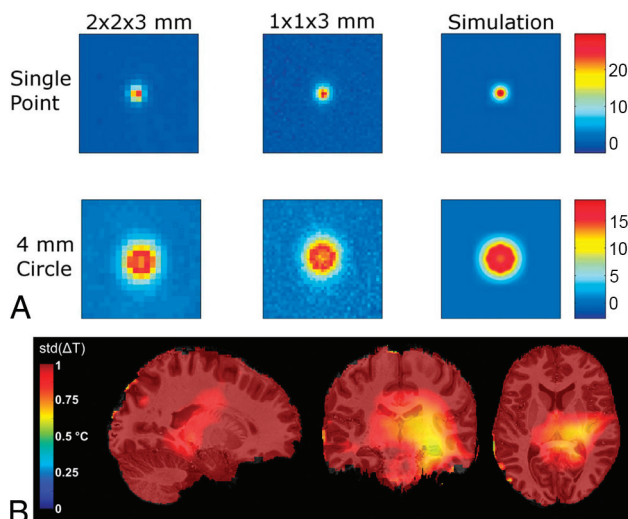 2x2x3 mm
1x1x3 mm
Simulation
Single
Point
20
10
0
4 mm
Circle
15
10
5
0
A
std(ΔT)
1
0.75
0.5 °C
0.25
0
B